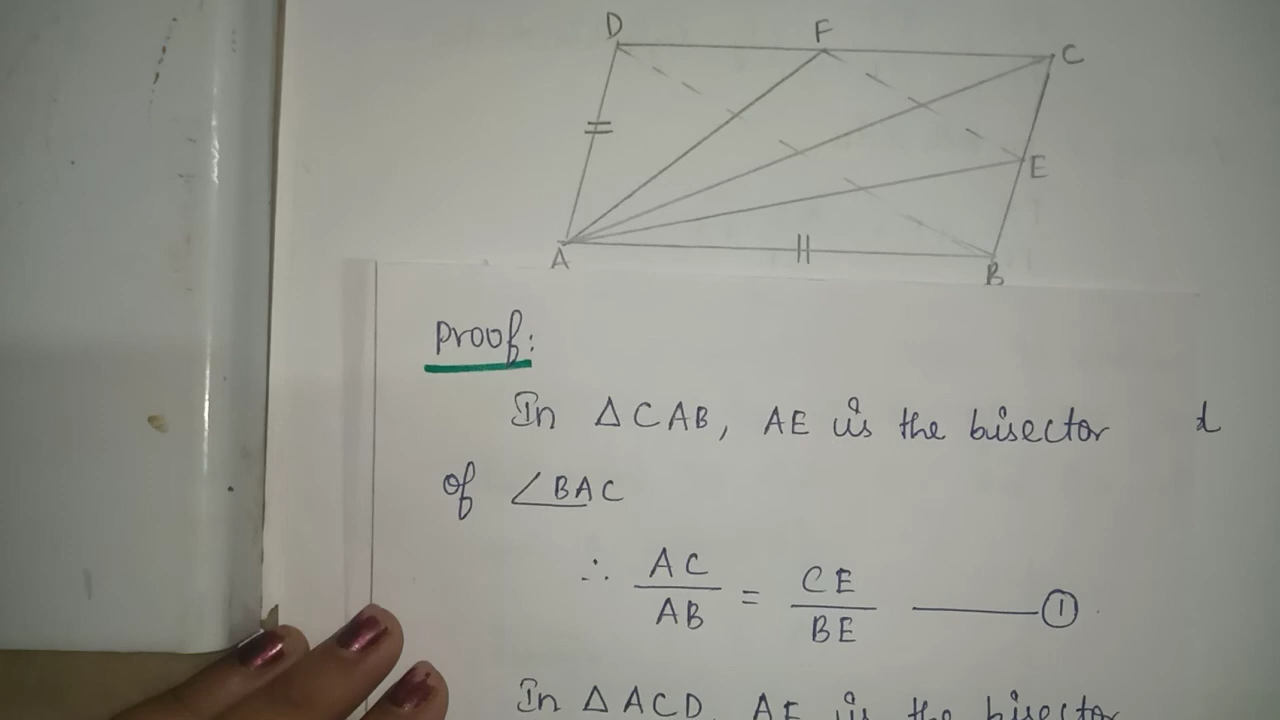 D F C
E
A B
Proof:
In △CAB, AE is the bisector
of ∠BAC
∴ AC/AB = CE/BE ——— ①
In △ACD, AF is the bisector